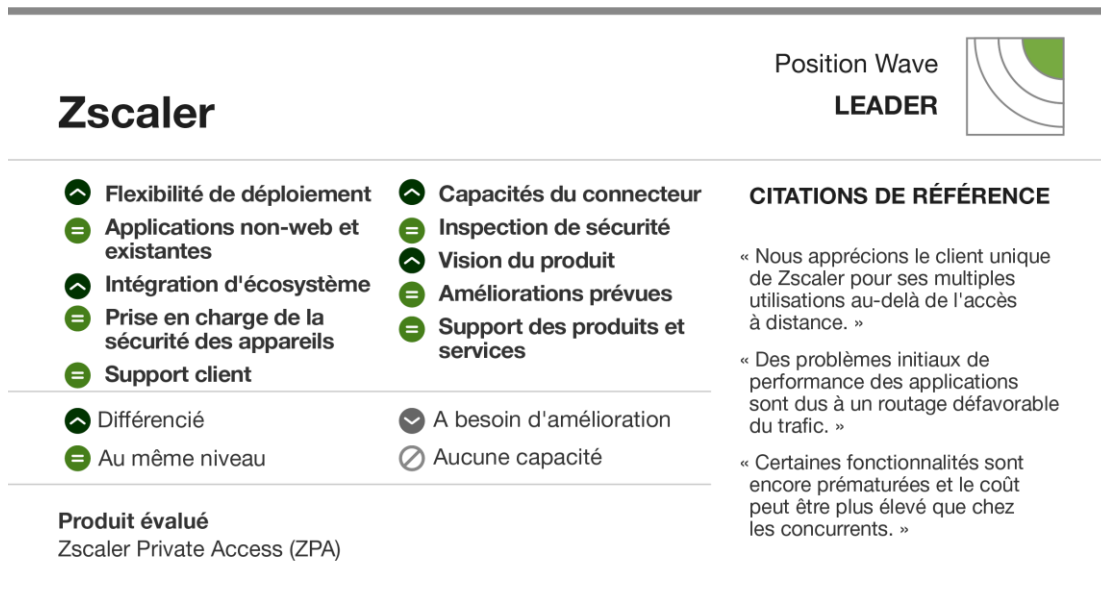 Position Wave
LEADER
Zscaler
Flexibilité de déploiement
Applications non-web et
existantes
Intégration d'écosystème
Prise en charge de la
sécurité des appareils
Support client
Capacités du connecteur
Inspection de sécurité
Vision du produit
Améliorations prévues
Support des produits et
services
Différencié
Au même niveau
A besoin d'amélioration
Aucune capacité
Produit évalué
Zscaler Private Access (ZPA)
CITATIONS DE RÉFÉRENCE
« Nous apprécions le client unique
de Zscaler pour ses multiples
utilisations au-delà de l'accès
à distance. »
« Des problèmes initiaux de
performance des applications
sont dus à un routage défavorable
du trafic. »
« Certaines fonctionnalités sont
encore prématurées et le coût
peut être plus élevé que chez
les concurrents. »